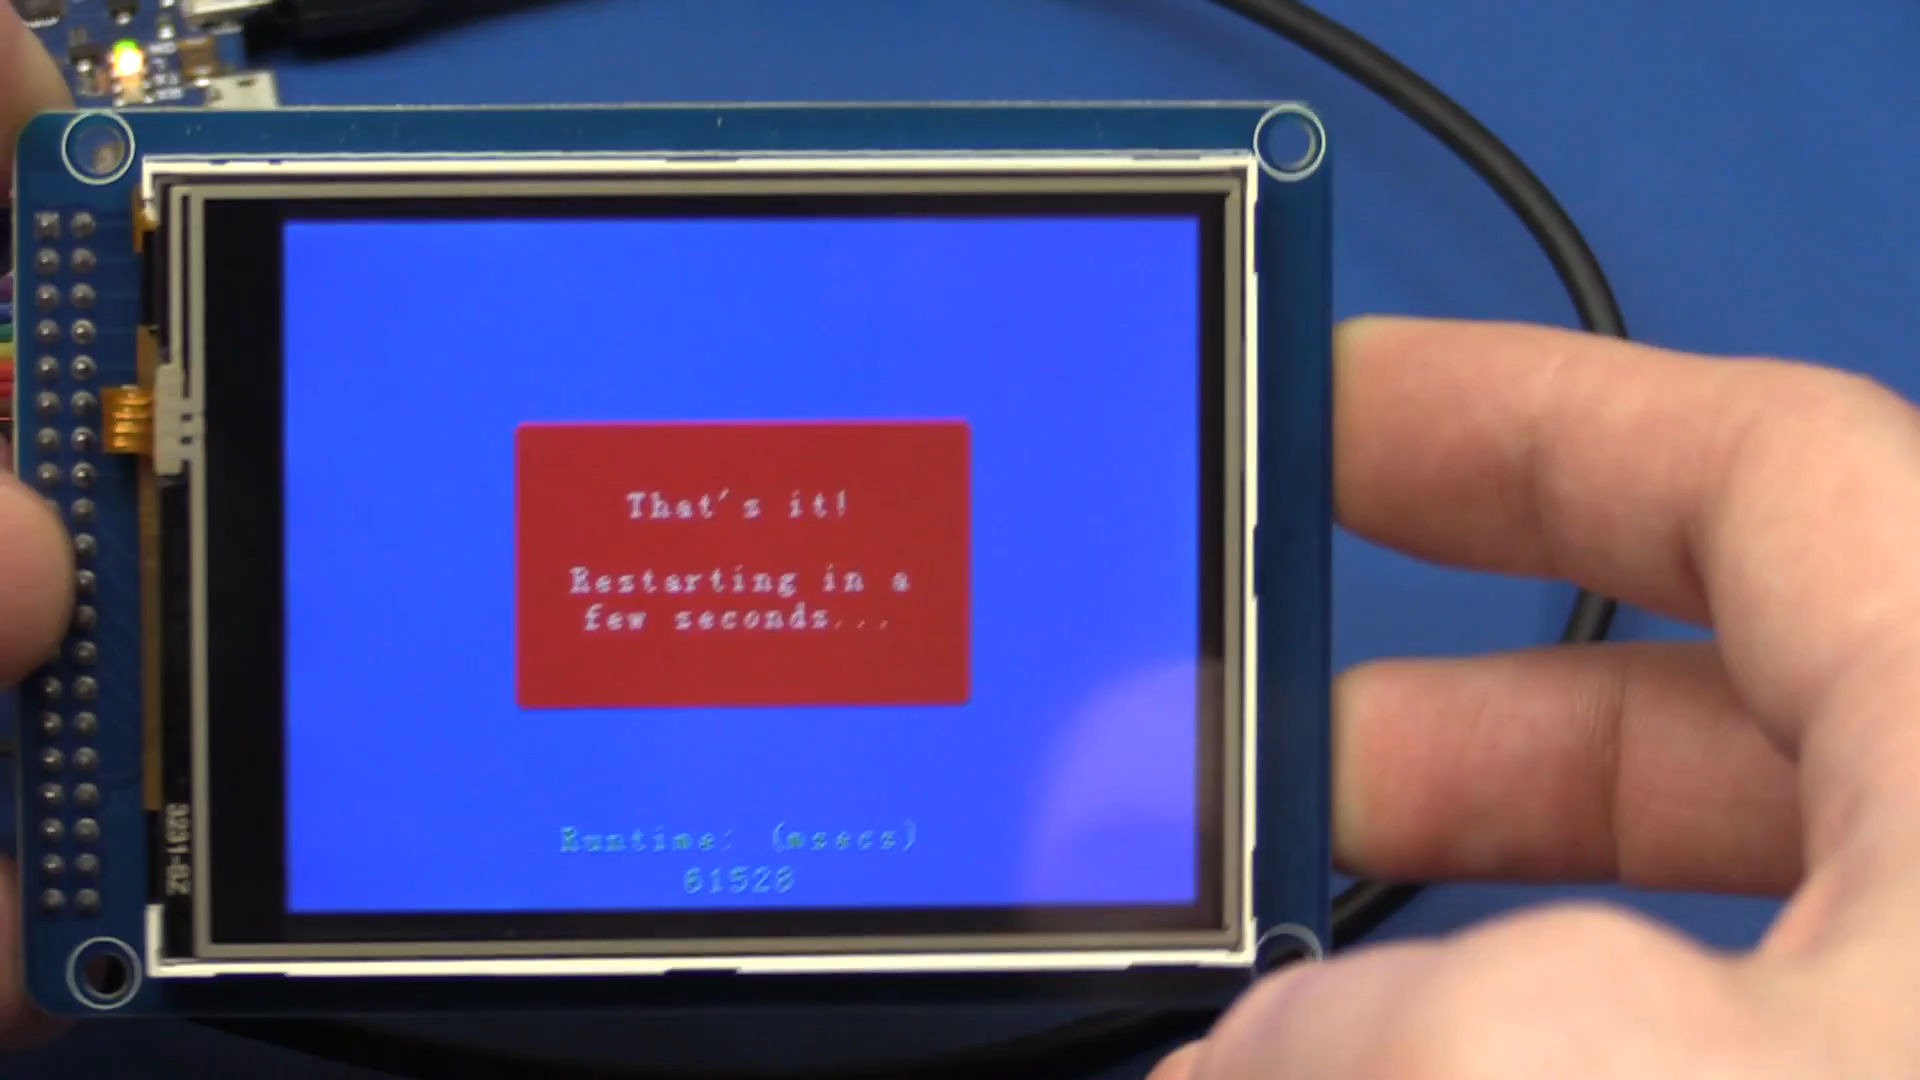 That's it!
Restarting in a
few seconds...
Runtime: (msecs)
61528